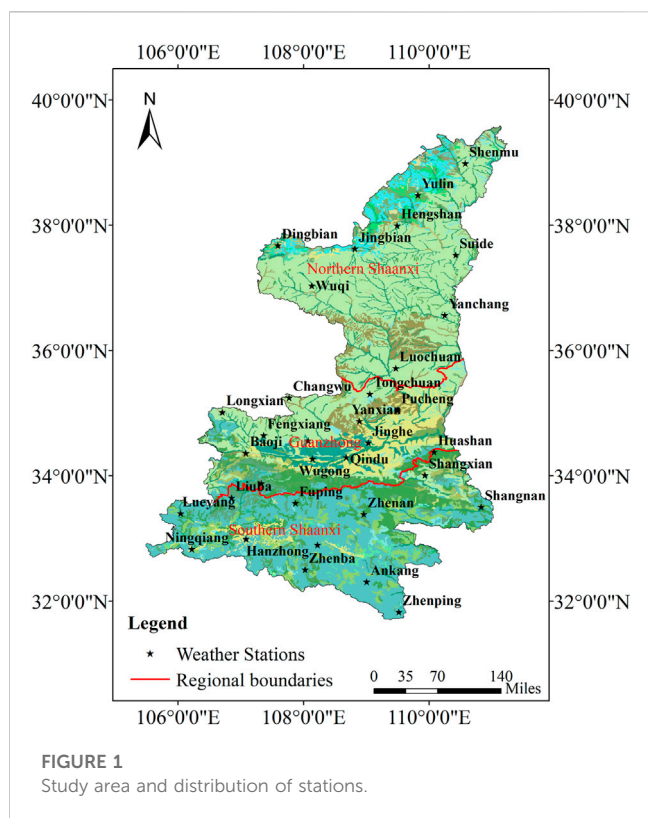 106°0'0"E 108°0'0"E 110°0'0"E
40°0'0"N 40°0'0"N
N
Shenmu
Yulin
Hengshan
38°0'0"N 38°0'0"N
Dingbian Jingbian
Suide
Northern Shaanxi
Wuqi
Yanchang
36°0'0"N 36°0'0"N
Luochuan
Changwu Tongchuan
Longxian Yanxian Pucheng
Fengxiang Jinghe
Baoji Guanzhong Huashan
Wugong Qindu Shangxian
34°0'0"N 34°0'0"N
Liuba Fuping
Lueyang Zhenan Shangnan
Southern Shaanxi
Ningqiang Hanzhong
Zhenba
Ankang
32°0'0"N 32°0'0"N
Zhenping
Legend
Weather Stations
Regional boundaries
0 35 70 140
Miles
106°0'0"E 108°0'0"E 110°0'0"E
FIGURE 1
Study area and distribution of stations.